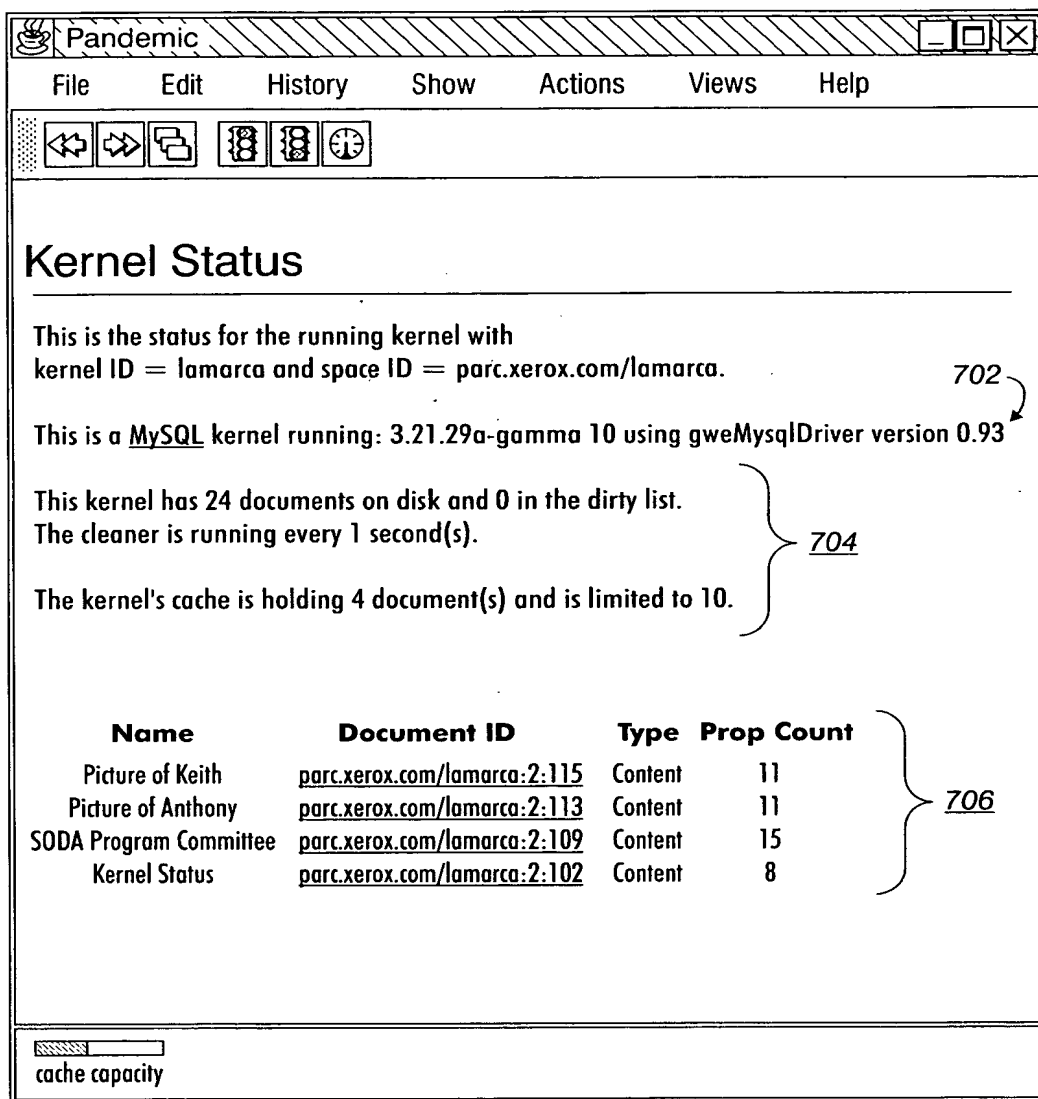 Pandemic
File Edit History Show Actions Views Help
Kernel Status
This is the status for the running kernel with
kernel ID = lamarca and space ID = parc.xerox.com/lamarca.
702
This is a MySQL kernel running: 3.21.29a-gamma 10 using gweMysqlDriver version 0.93
This kernel has 24 documents on disk and 0 in the dirty list.
The cleaner is running every 1 second(s).
704
The kernel's cache is holding 4 document(s) and is limited to 10.
Name Document ID Type Prop Count
Picture of Keith parc.xerox.com/lamarca:2:115 Content 11
Picture of Anthony parc.xerox.com/lamarca:2:113 Content 11
706
SODA Program Committee parc.xerox.com/lamarca:2:109 Content 15
Kernel Status parc.xerox.com/lamarca:2:102 Content 8
cache capacity